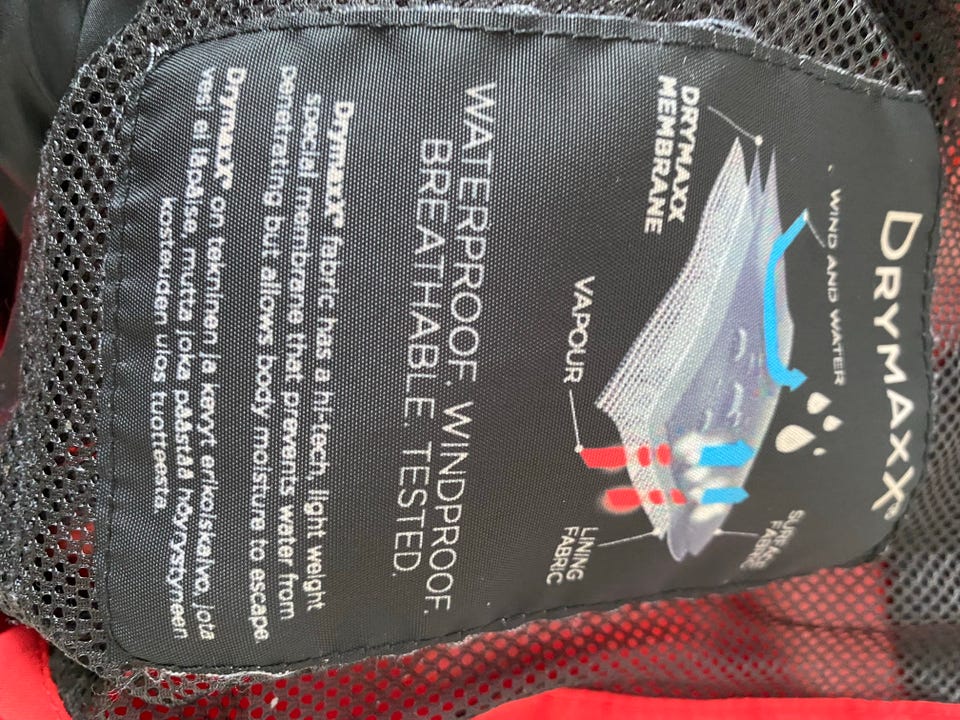 DRYMAXX®
WIND AND WATER
DRYMAXX
MEMBRANE
VAPOUR
SURFACE
FABRIC
LINING
FABRIC
WATERPROOF. WINDPROOF.
BREATHABLE. TESTED.
Drymaxx® fabric has a hi-tech, light weight
special membrane that prevents water from
penetrating but allows body moisture to escape
Drymaxx® on tekninen ja kevyt erikoiskalvo, jota
vesi ei läpäise, mutta joka päästää höyrystyneen
kosteuden ulos tuotteesta